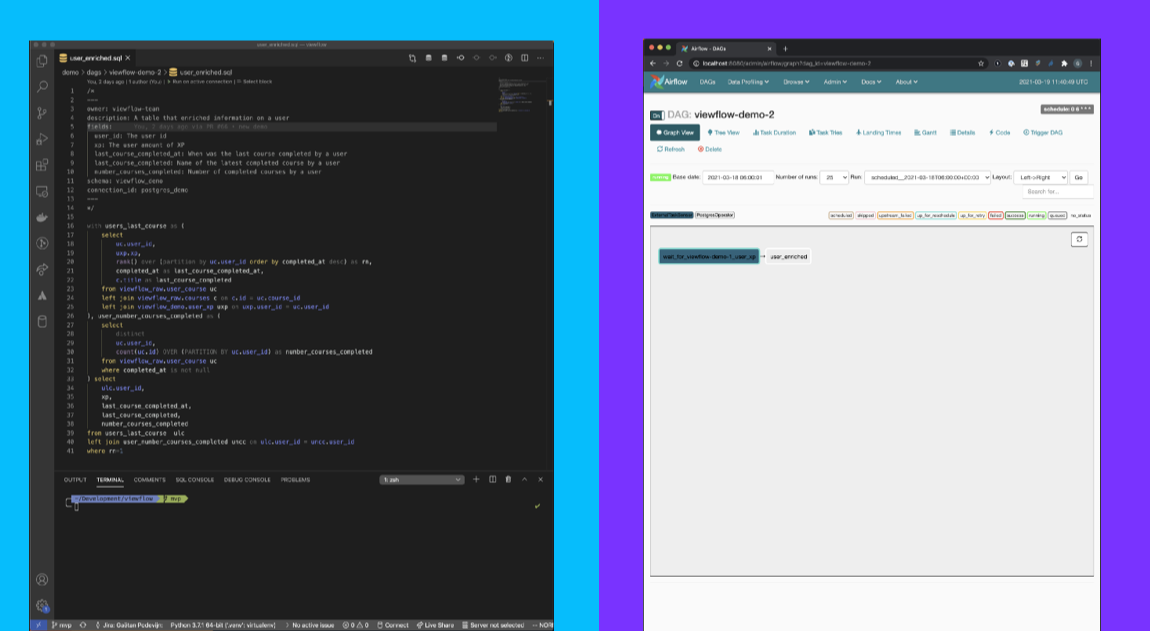 user_enriched.sql — viewflow
user_enriched.sql
demo > dags > viewflow-demo-2 > user_enriched.sql
You, 2 days ago | 1 author (You) | Run on active connection | Select block
1 /*
2 ---
3 owner: viewflow-team
4 description: A table that enriched information on a user
5 fields:
6 user_id: The user id
7 xp: The user amount of XP
8 last_course_completed_at: When was the last course completed by a user
9 last_course_completed: Name of the latest completed course by a user
10 number_courses_completed: Number of completed courses by a user
11 schema: viewflow_demo
12 connection_id: postgres_demo
13 ---
14 */
15
16 with users_last_course as (
17 select
18 uc.user_id,
19 uxp.xp,
20 rank() over (partition by uc.user_id order by completed_at desc) as rn,
21 completed_at as last_course_completed_at,
22 c.title as last_course_completed
23 from viewflow_raw.user_course uc
24 left join viewflow_raw.courses c on c.id = uc.course_id
25 left join viewflow_demo.user_xp uxp on uxp.user_id = uc.user_id
26 ), user_number_courses_completed as (
27 select
28 distinct
29 uc.user_id,
30 count(uc.id) OVER (PARTITION BY uc.user_id) as number_courses_completed
31 from viewflow_raw.user_course uc
32 where completed_at is not null
33 ) select
34 ulc.user_id,
35 xp,
36 last_course_completed_at,
37 last_course_completed,
38 number_courses_completed
39 from users_last_course ulc
40 left join user_number_courses_completed uncc on ulc.user_id = uncc.user_id
41 where rn=1
OUTPUT TERMINAL COMMENTS SQL CONSOLE DEBUG CONSOLE PROBLEMS 1: zsh
~/Development/viewflow mvp
mvp Jira: Gaëtan Podevijn: Python 3.7.1 64-bit ('.venv': virtualenv) No active issue 0 0 Connect Live Share Server not selected -- NOR
Airflow - DAGs
localhost:8080/admin/airflow/graph?dag_id=viewflow-demo-2
Airflow DAGs Data Profiling Browse Admin Docs About 2021-03-18 11:40:49 UTC
On DAG: viewflow-demo-2 schedule: 0 6 * * *
Graph View Tree View Task Duration Task Tries Landing Times Gantt Details Code Trigger DAG
Refresh Delete
running Base date: 2021-03-18 06:00:01 Number of runs: 25 Run: scheduled__2021-03-18T06:00:00+00:00 Layout: Left->Right Go
Search for...
ExternalTaskSensor PostgresOperator scheduled skipped upstream_failed up_for_reschedule up_for_retry failed success running queued no_status
wait_for_viewflow-demo-1_user_xp user_enriched